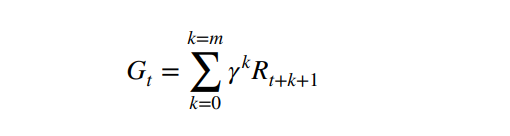 k=m
G_t = ∑ γ^k R_{t+k+1}
k=0